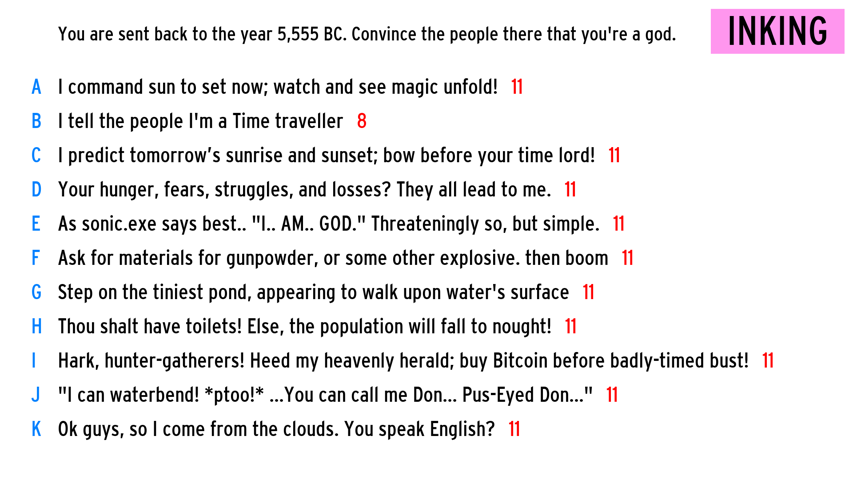 You are sent back to the year 5,555 BC. Convince the people there that you're a god.
INKING
A I command sun to set now; watch and see magic unfold! 11
B I tell the people I'm a Time traveller 8
C I predict tomorrow’s sunrise and sunset; bow before your time lord! 11
D Your hunger, fears, struggles, and losses? They all lead to me. 11
E As sonic.exe says best.. "I.. AM.. GOD." Threateningly so, but simple. 11
F Ask for materials for gunpowder, or some other explosive. then boom 11
G Step on the tiniest pond, appearing to walk upon water's surface 11
H Thou shalt have toilets! Else, the population will fall to nought! 11
I Hark, hunter-gatherers! Heed my heavenly herald; buy Bitcoin before badly-timed bust! 11
J "I can waterbend! *ptoo!* ...You can call me Don... Pus-Eyed Don..." 11
K Ok guys, so I come from the clouds. You speak English? 11